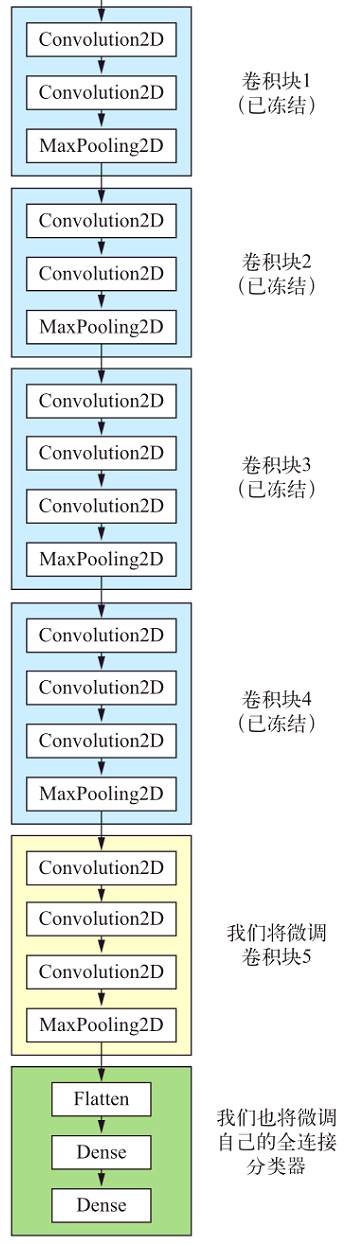 Convolution2D
Convolution2D
MaxPooling2D
卷积块1
（已冻结）
Convolution2D
Convolution2D
MaxPooling2D
卷积块2
（已冻结）
Convolution2D
Convolution2D
Convolution2D
MaxPooling2D
卷积块3
（已冻结）
Convolution2D
Convolution2D
Convolution2D
MaxPooling2D
卷积块4
（已冻结）
Convolution2D
Convolution2D
Convolution2D
MaxPooling2D
我们将微调
卷积块5
Flatten
Dense
Dense
我们也将微调
自己的全连接
分类器